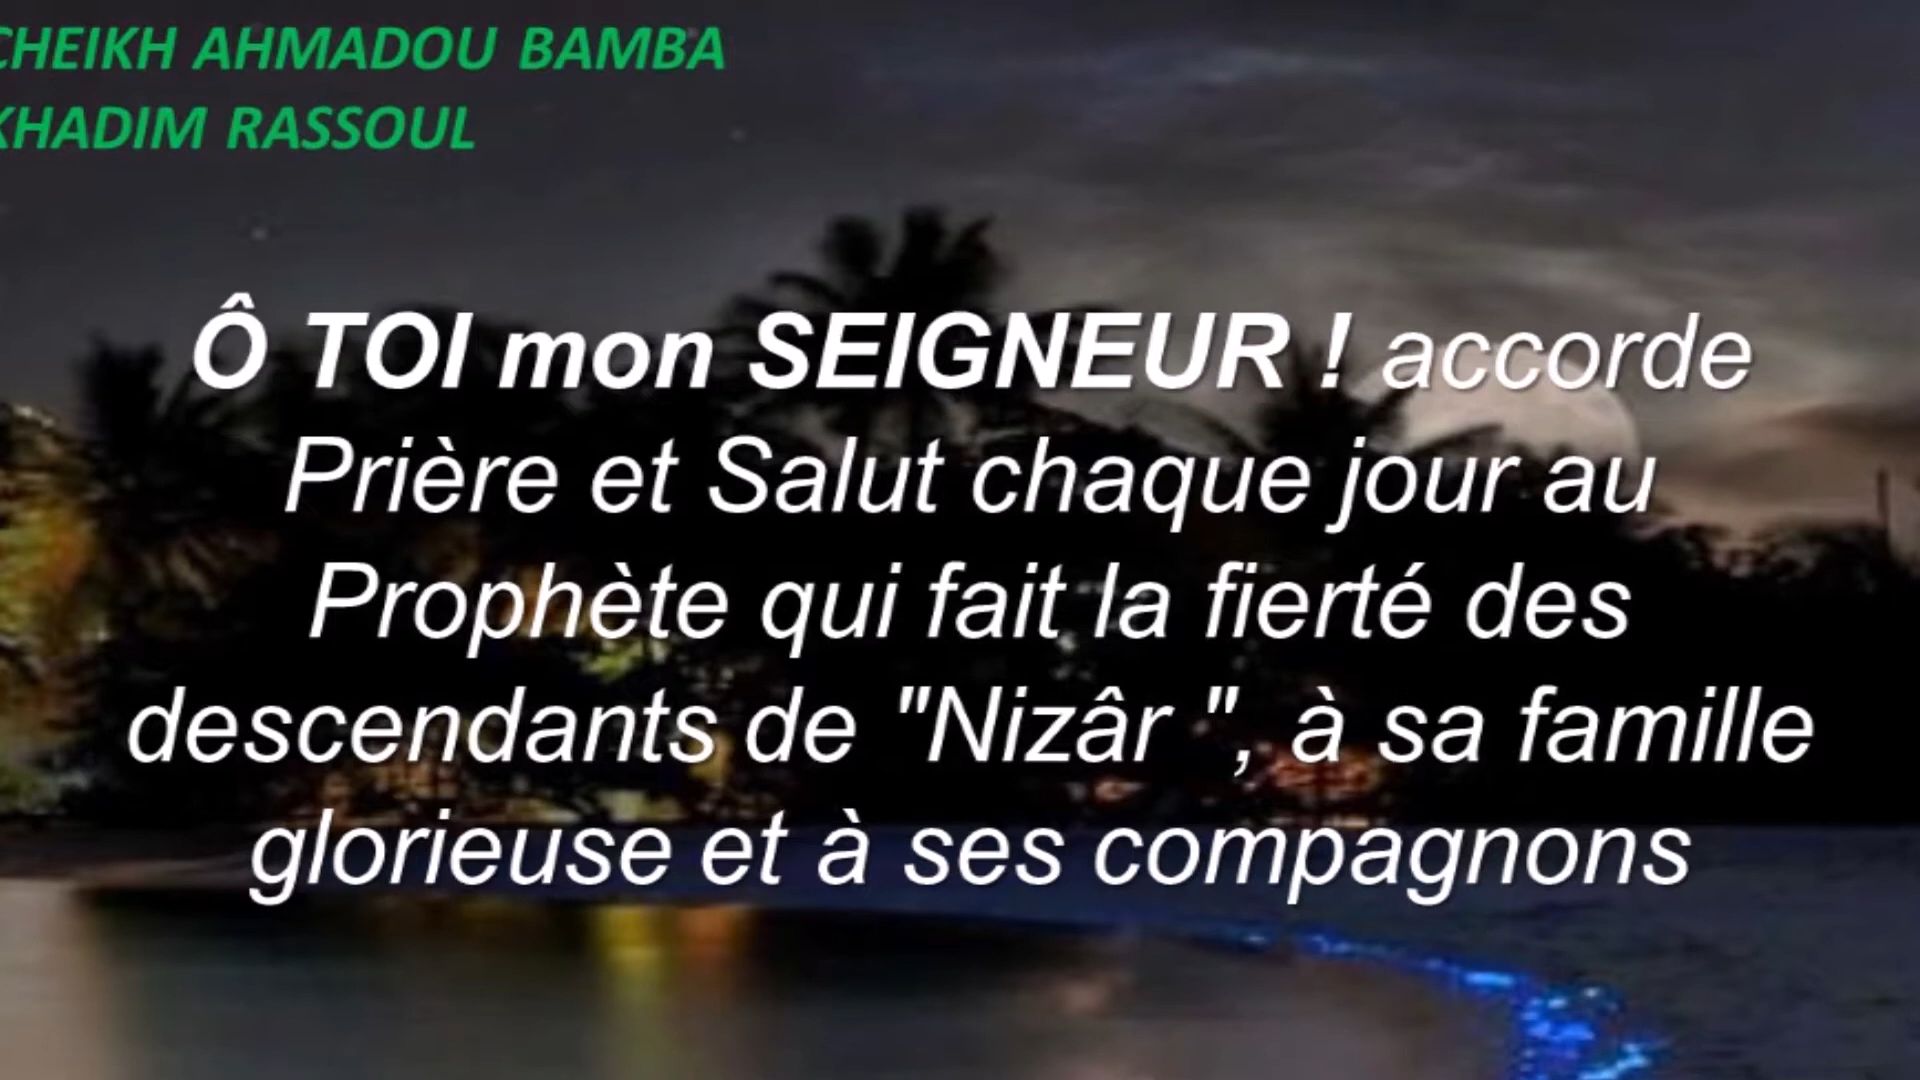 CHEIKH AHMADOU BAMBA
KHADIM RASSOUL
Ô TOI mon SEIGNEUR ! accorde
Prière et Salut chaque jour au
Prophète qui fait la fierté des
descendants de "Nizâr ", à sa famille
glorieuse et à ses compagnons